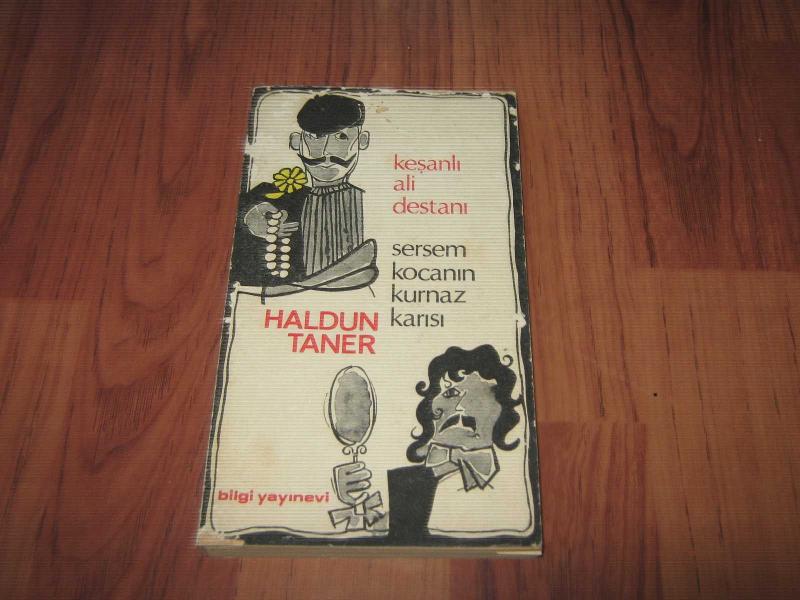 keşanlı
ali
destanı
sersem
kocanın
kurnaz
karısı
HALDUN
TANER
bilgi yayınevi